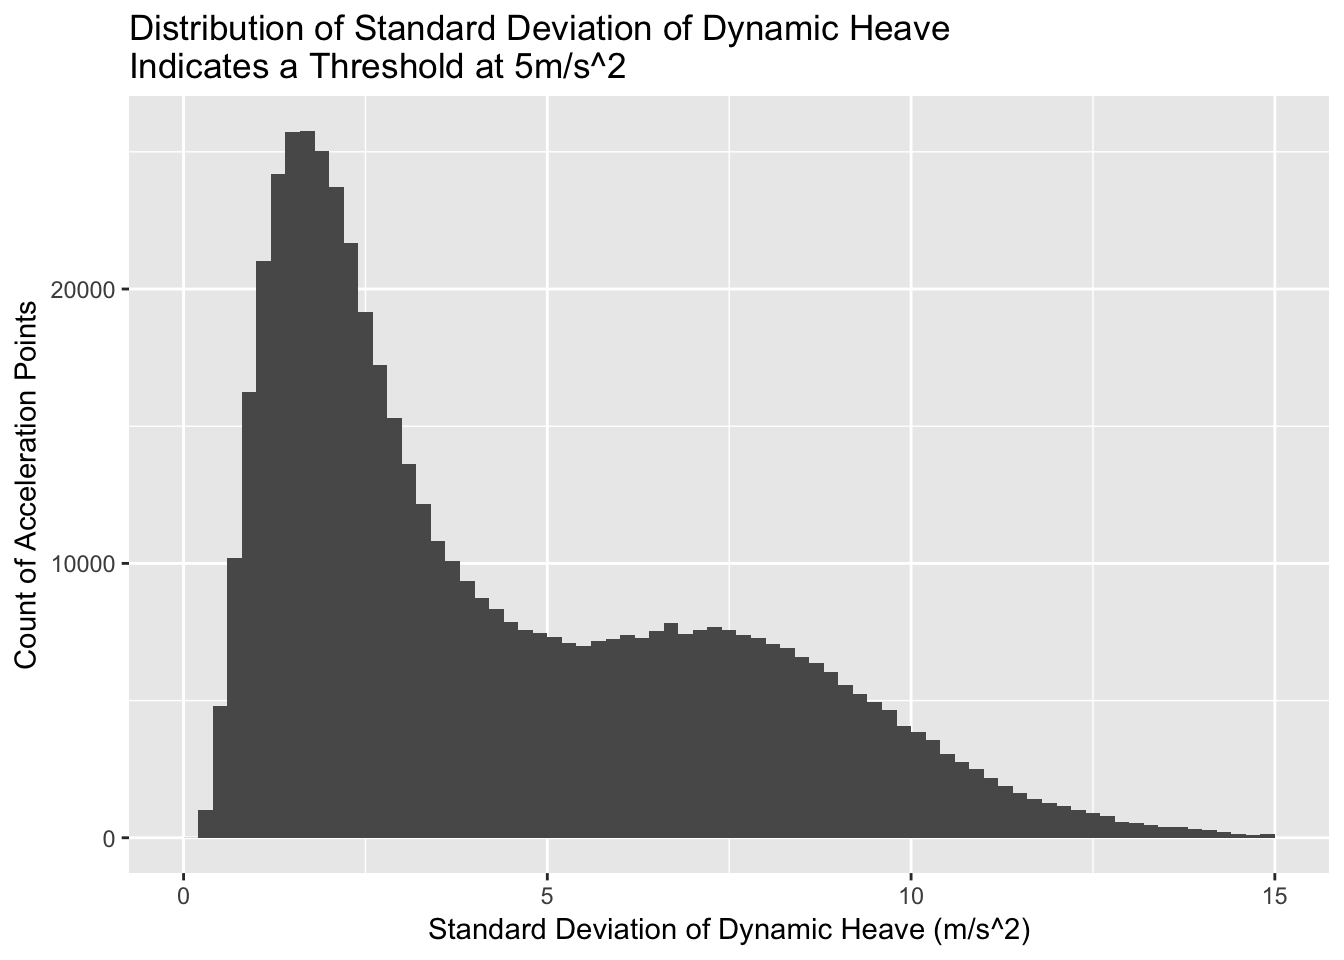 Distribution of Standard Deviation of Dynamic Heave
Indicates a Threshold at 5m/s^2
Count of Acceleration Points
20000
10000
0
0
5
10
15
Standard Deviation of Dynamic Heave (m/s^2)